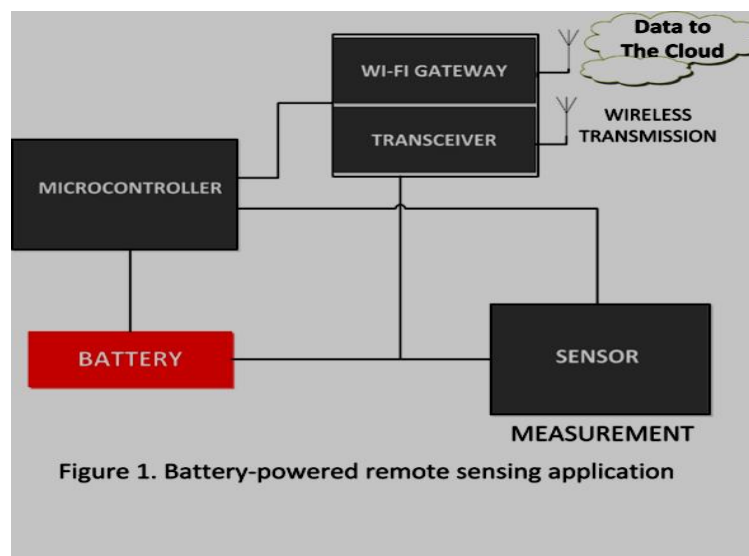 Data to
The Cloud
WI-FI GATEWAY
TRANSCEIVER
WIRELESS
TRANSMISSION
MICROCONTROLLER
BATTERY
SENSOR
MEASUREMENT
Figure 1. Battery-powered remote sensing application